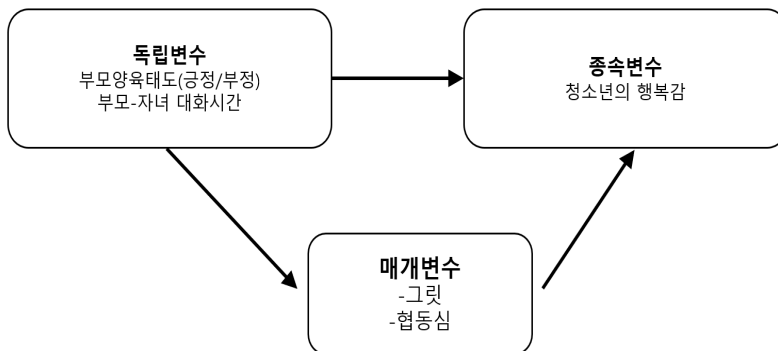 독립변수
부모양육태도(긍정/부정)
부모-자녀 대화시간
종속변수
청소년의 행복감
매개변수
-그릿
-협동심